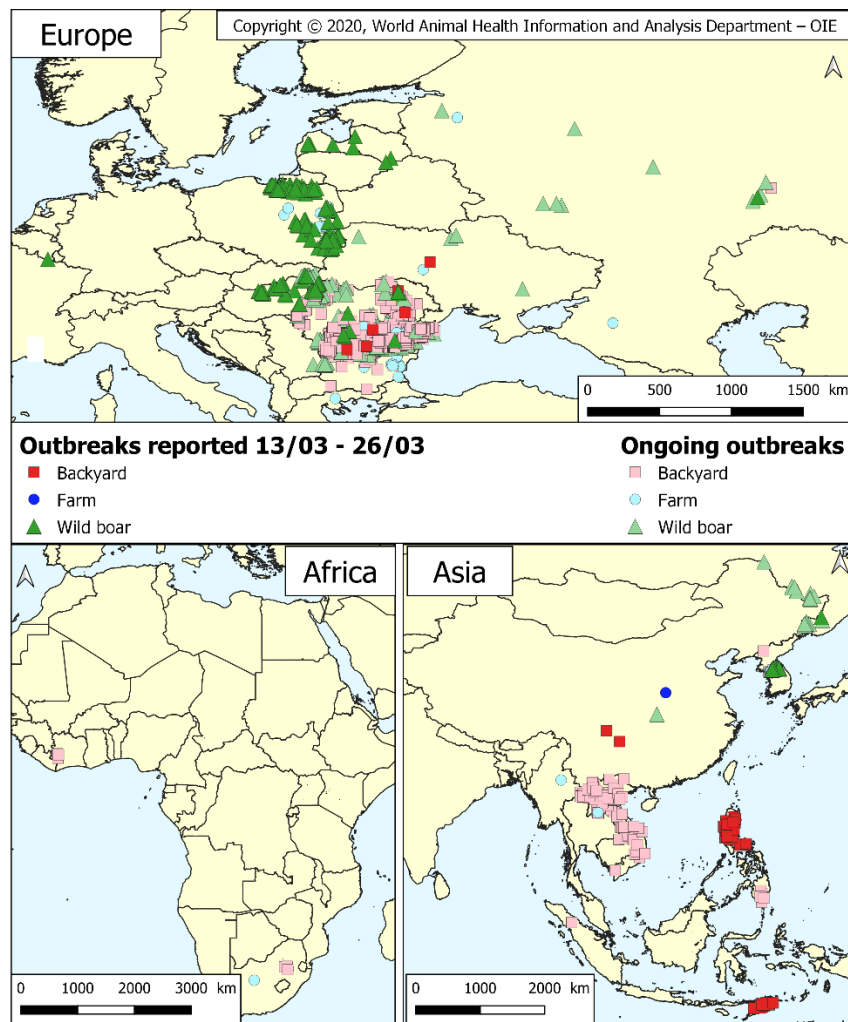 Europe
Copyright © 2020, World Animal Health Information and Analysis Department – OIE
0 500 1000 1500 km
Outbreaks reported 13/03 - 26/03
Backyard
Farm
Wild boar
Ongoing outbreaks
Backyard
Farm
Wild boar
Africa
0 1000 2000 3000 km
Asia
0 1000 2000 km